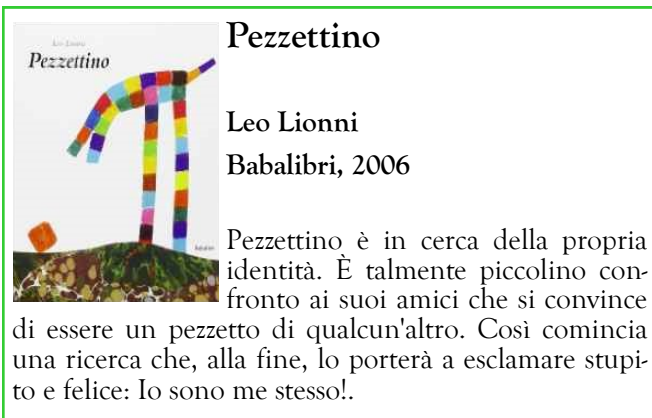 Leo Lionni
Pezzettino
Babalibri
Pezzettino
Leo Lionni
Babalibri, 2006
Pezzettino è in cerca della propria
identità. È talmente piccolino con-
fronto ai suoi amici che si convince
di essere un pezzetto di qualcun'altro. Così comincia
una ricerca che, alla fine, lo porterà a esclamare stupi-
to e felice: Io sono me stesso!.